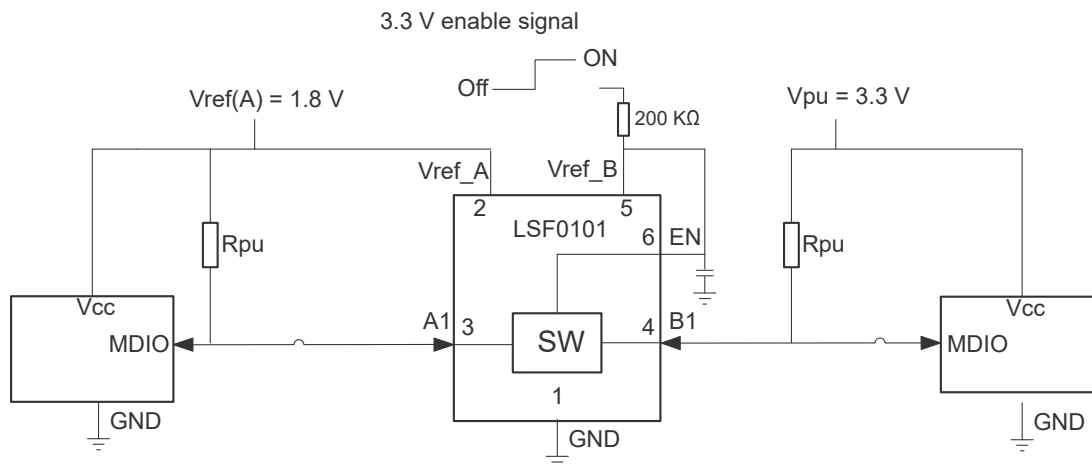 3.3 V enable signal
ON
Off
Vref(A) = 1.8 V
200 KΩ
Vpu = 3.3 V
Vref_A
Vref_B
2
5
LSF0101
6
EN
Rpu
Rpu
Vcc
Vcc
A1
3
4
B1
MDIO
SW
MDIO
1
GND
GND
GND